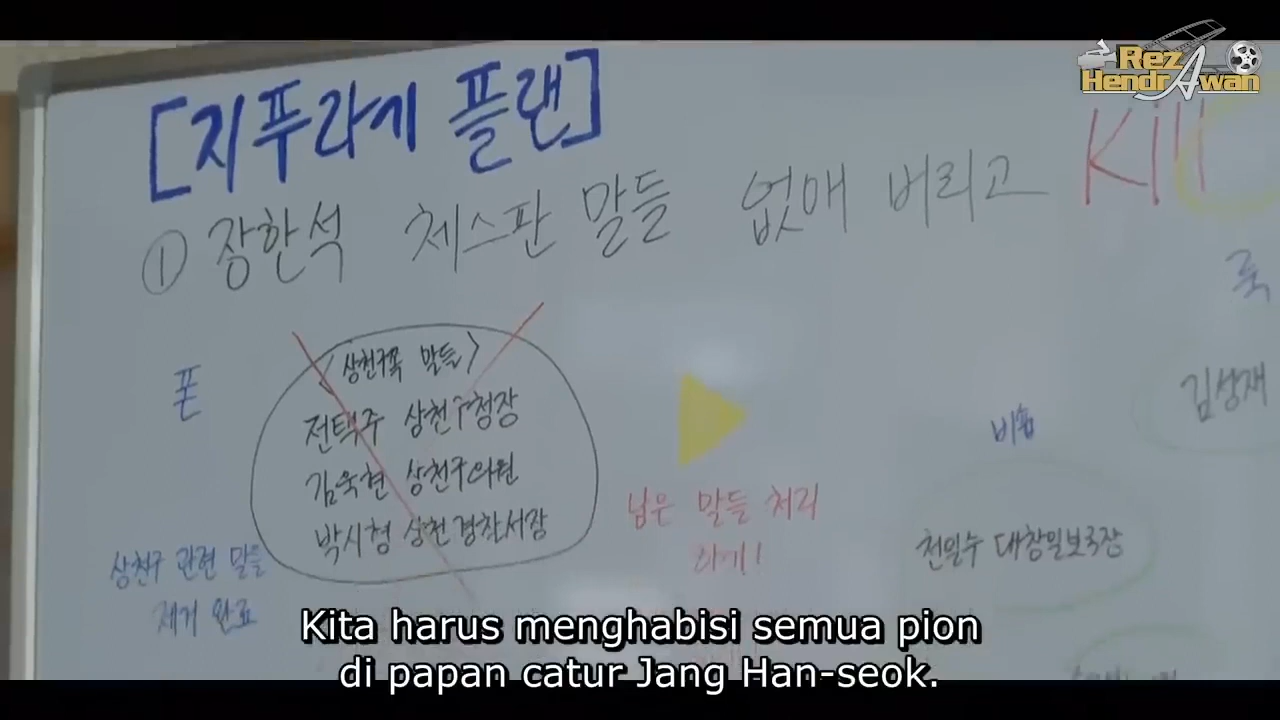 Reza
HendrAwan
[지푸라기 플랜]
① 장한석 체스판 말들 없애 버리고
Kill
룩
폰
<상천구쪽 말들>
전택주 상천구청장
김욱현 상천구의원
박시형 상천경찰서장
상천구 관련 말들
제거 완료
남은 말들 처리
하기!
비숍
천일수 대창일보국장
김성재
Kita harus menghabisi semua pion
di papan catur Jang Han-seok.